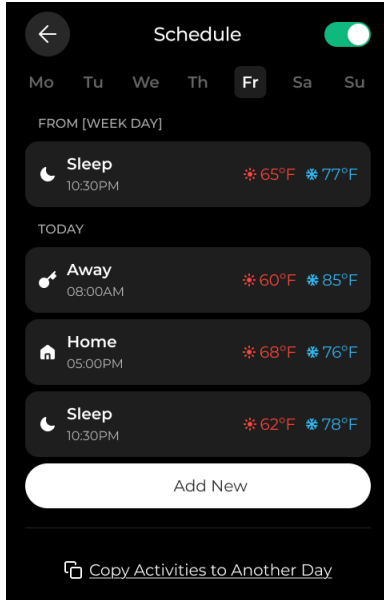 Schedule
Mo Tu We Th Fr Sa Su
FROM [WEEK DAY]
Sleep
10:30PM
65°F 77°F
TODAY
Away
08:00AM
60°F 85°F
Home
05:00PM
68°F 76°F
Sleep
10:30PM
62°F 78°F
Add New
Copy Activities to Another Day